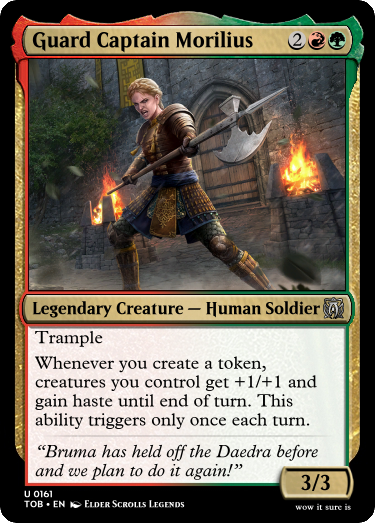 Guard Captain Morilius 2
Legendary Creature — Human Soldier
Trample
Whenever you create a token,
creatures you control get +1/+1 and
gain haste until end of turn. This
ability triggers only once each turn.
“Bruma has held off the Daedra before
and we plan to do it again!”
3/3
U 0161
TOB • EN ELDER SCROLLS LEGENDS
wow it sure is